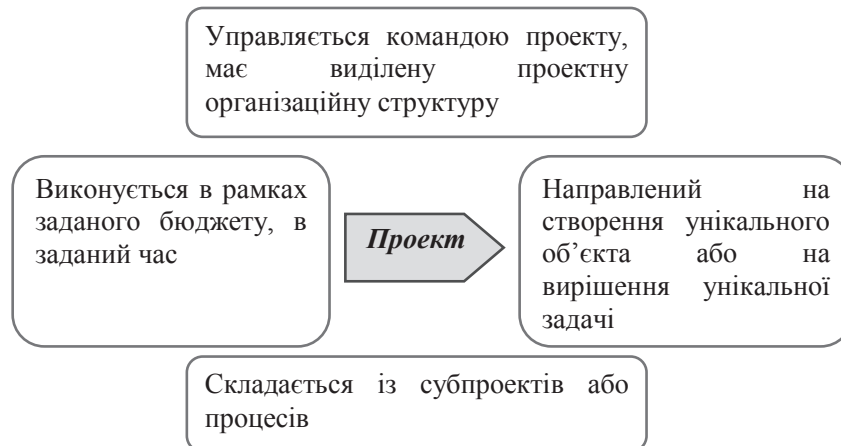 Управляється командою проекту,
має виділену проектну
організаційну структуру
Виконується в рамках
заданого бюджету, в
заданий час
Проект
Направлений на
створення унікального
об’єкта або на
вирішення унікальної
задачі
Складається із субпроектів або
процесів